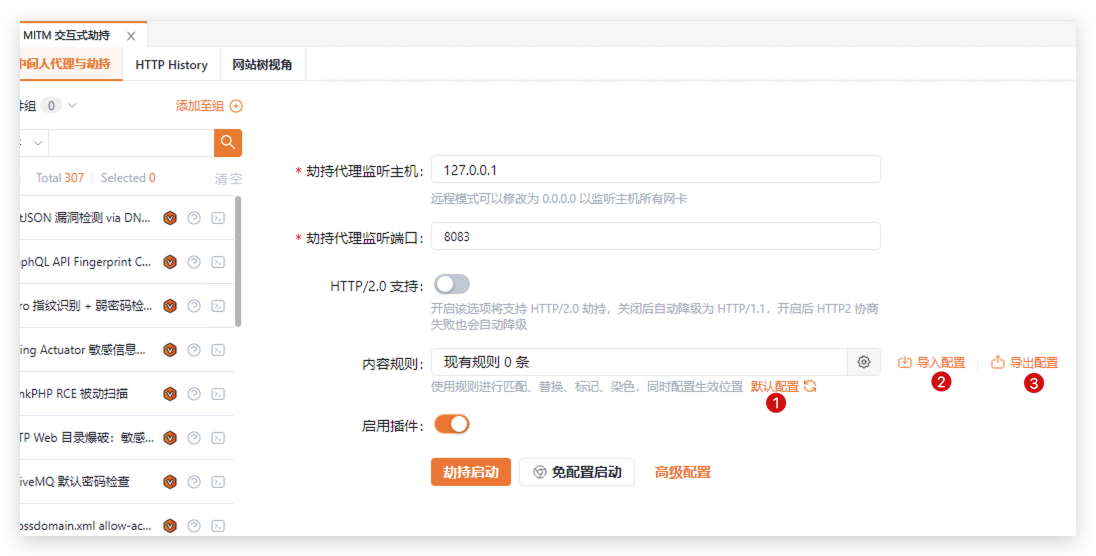 MITM 交互式劫持
中间人代理与劫持 HTTP History 网站树视角
件组 0 添加至组
Total 307 Selected 0 清空
* 劫持代理监听主机: 127.0.0.1
远程模式可以修改为 0.0.0.0 以监听主机所有网卡
tJSON 漏洞检测 via DN...
* 劫持代理监听端口: 8083
phQL API Fingerprint C...
HTTP/2.0 支持:
开启该选项将支持 HTTP/2.0 劫持，关闭后自动降级为 HTTP/1.1，开启后 HTTP2 协商
失败也会自动降级
ro 指纹识别 + 弱密码检...
ing Actuator 敏感信息...
内容规则: 现有规则 0 条 导入配置 导出配置
使用规则进行匹配、替换、标记、染色，同时配置生效位置 默认配置
1 2 3
nkPHP RCE 被动扫描
启用插件:
TP Web 目录爆破：敏感...
劫持启动 免配置启动 高级配置
iveMQ 默认密码检查
ossdomain.xml allow-ac...